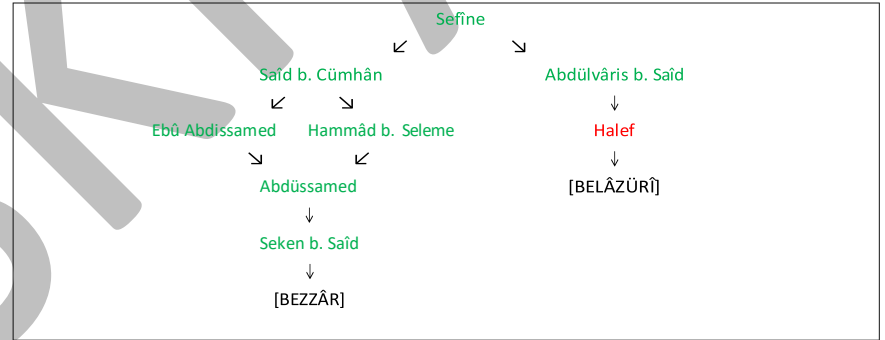 Sefîne
Saîd b. Cümhân Abdülvâris b. Saîd
Ebû Abdissamed Hammâd b. Seleme Halef
Abdüssamed [BELÂZÜRÎ]
Seken b. Saîd
[BEZZÂR]